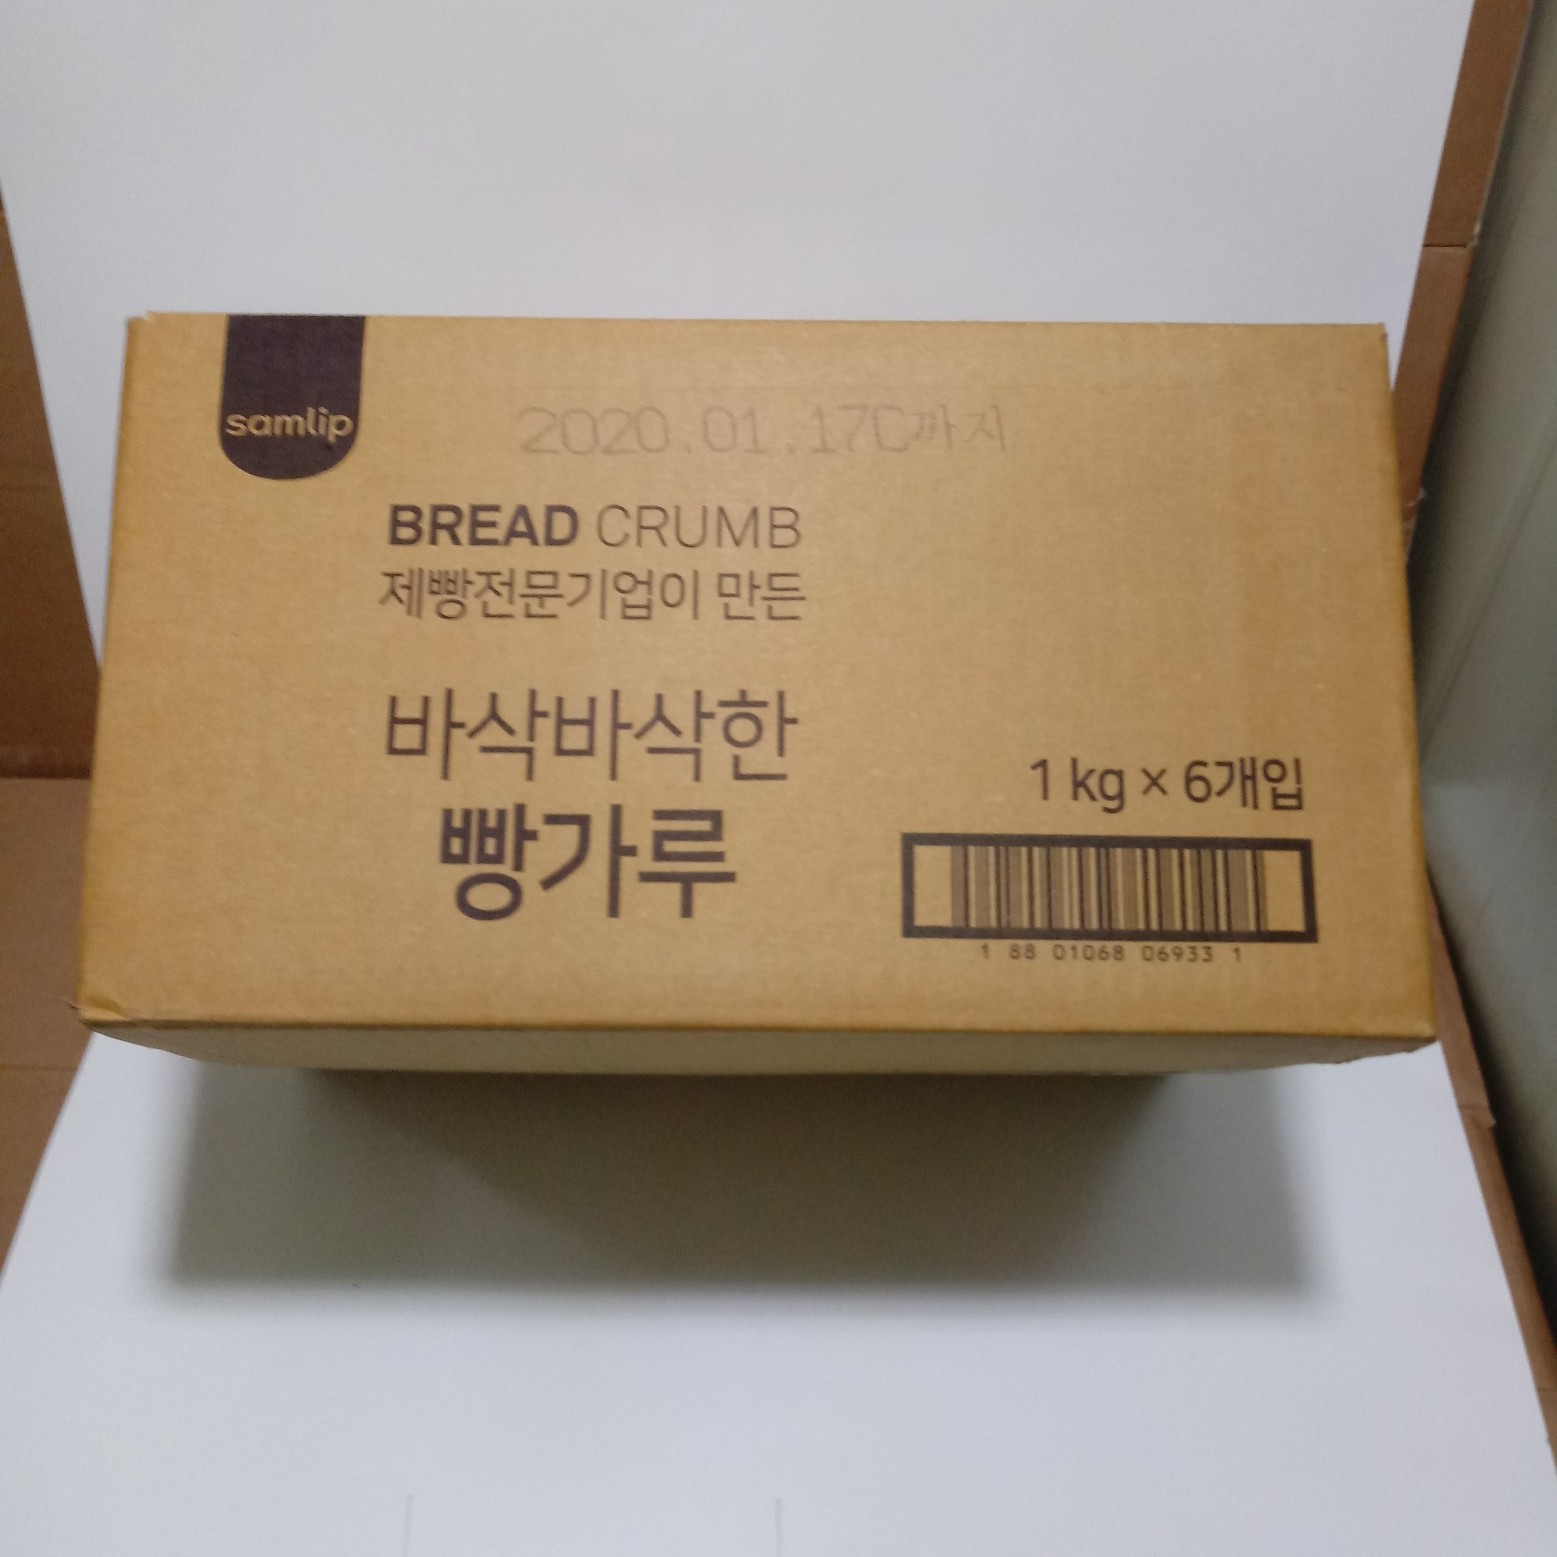 samlip
2020.01.17C까지
BREAD CRUMB
제빵전문기업이 만든
바삭바삭한
빵가루
1 kg × 6개입
1 88 01068 06933 1